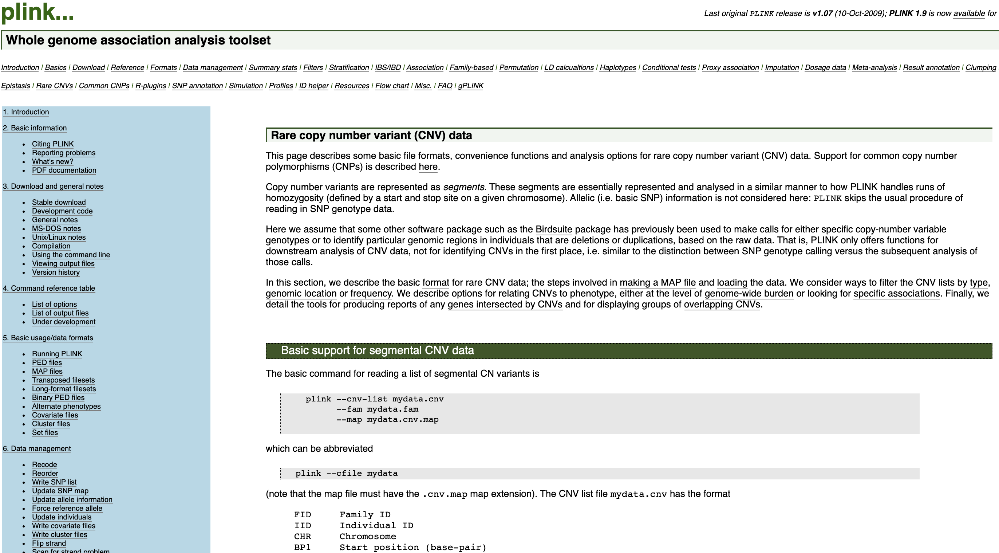 plink...
Last original PLINK release is v1.07 (10-Oct-2009); PLINK 1.9 is now available for
Whole genome association analysis toolset
Introduction | Basics | Download | Reference | Formats | Data management | Summary stats | Filters | Stratification | IBS/IBD | Association | Family-based | Permutation | LD calcualtions | Haplotypes | Conditional tests | Proxy association | Imputation | Dosage data | Meta-analysis | Result annotation | Clumping
Epistasis | Rare CNVs | Common CNPs | R-plugins | SNP annotation | Simulation | Profiles | ID helper | Resources | Flow chart | Misc. | FAQ | gPLINK
1. Introduction
2. Basic information
• Citing PLINK
• Reporting problems
• What's new?
• PDF documentation
3. Download and general notes
• Stable download
• Development code
• General notes
• MS-DOS notes
• Unix/Linux notes
• Compilation
• Using the command line
• Viewing output files
• Version history
4. Command reference table
• List of options
• List of output files
• Under development
5. Basic usage/data formats
• Running PLINK
• PED files
• MAP files
• Transposed filesets
• Long-format filesets
• Binary PED files
• Alternate phenotypes
• Covariate files
• Cluster files
• Set files
6. Data management
• Recode
• Reorder
• Write SNP list
• Update SNP map
• Update allele information
• Force reference allele
• Update individuals
• Write covariate files
• Write cluster files
• Flip strand
• Scan for strand problem
Rare copy number variant (CNV) data
This page describes some basic file formats, convenience functions and analysis options for rare copy number variant (CNV) data. Support for common copy number
polymorphisms (CNPs) is described here.
Copy number variants are represented as segments. These segments are essentially represented and analysed in a similar manner to how PLINK handles runs of
homozygosity (defined by a start and stop site on a given chromosome). Allelic (i.e. basic SNP) information is not considered here: PLINK skips the usual procedure of
reading in SNP genotype data.
Here we assume that some other software package such as the Birdsuite package has previously been used to make calls for either specific copy-number variable
genotypes or to identify particular genomic regions in individuals that are deletions or duplications, based on the raw data. That is, PLINK only offers functions for
downstream analysis of CNV data, not for identifying CNVs in the first place, i.e. similar to the distinction between SNP genotype calling versus the subsequent analysis of
those calls.
In this section, we describe the basic format for rare CNV data; the steps involved in making a MAP file and loading the data. We consider ways to filter the CNV lists by type,
genomic location or frequency. We describe options for relating CNVs to phenotype, either at the level of genome-wide burden or looking for specific associations. Finally, we
detail the tools for producing reports of any genes intersected by CNVs and for displaying groups of overlapping CNVs.
Basic support for segmental CNV data
The basic command for reading a list of segmental CN variants is
plink --cnv-list mydata.cnv
--fam mydata.fam
--map mydata.cnv.map
which can be abbreviated
plink --cfile mydata
(note that the map file must have the .cnv.map map extension). The CNV list file mydata.cnv has the format
FID Family ID
IID Individual ID
CHR Chromosome
BP1 Start position (base-pair)